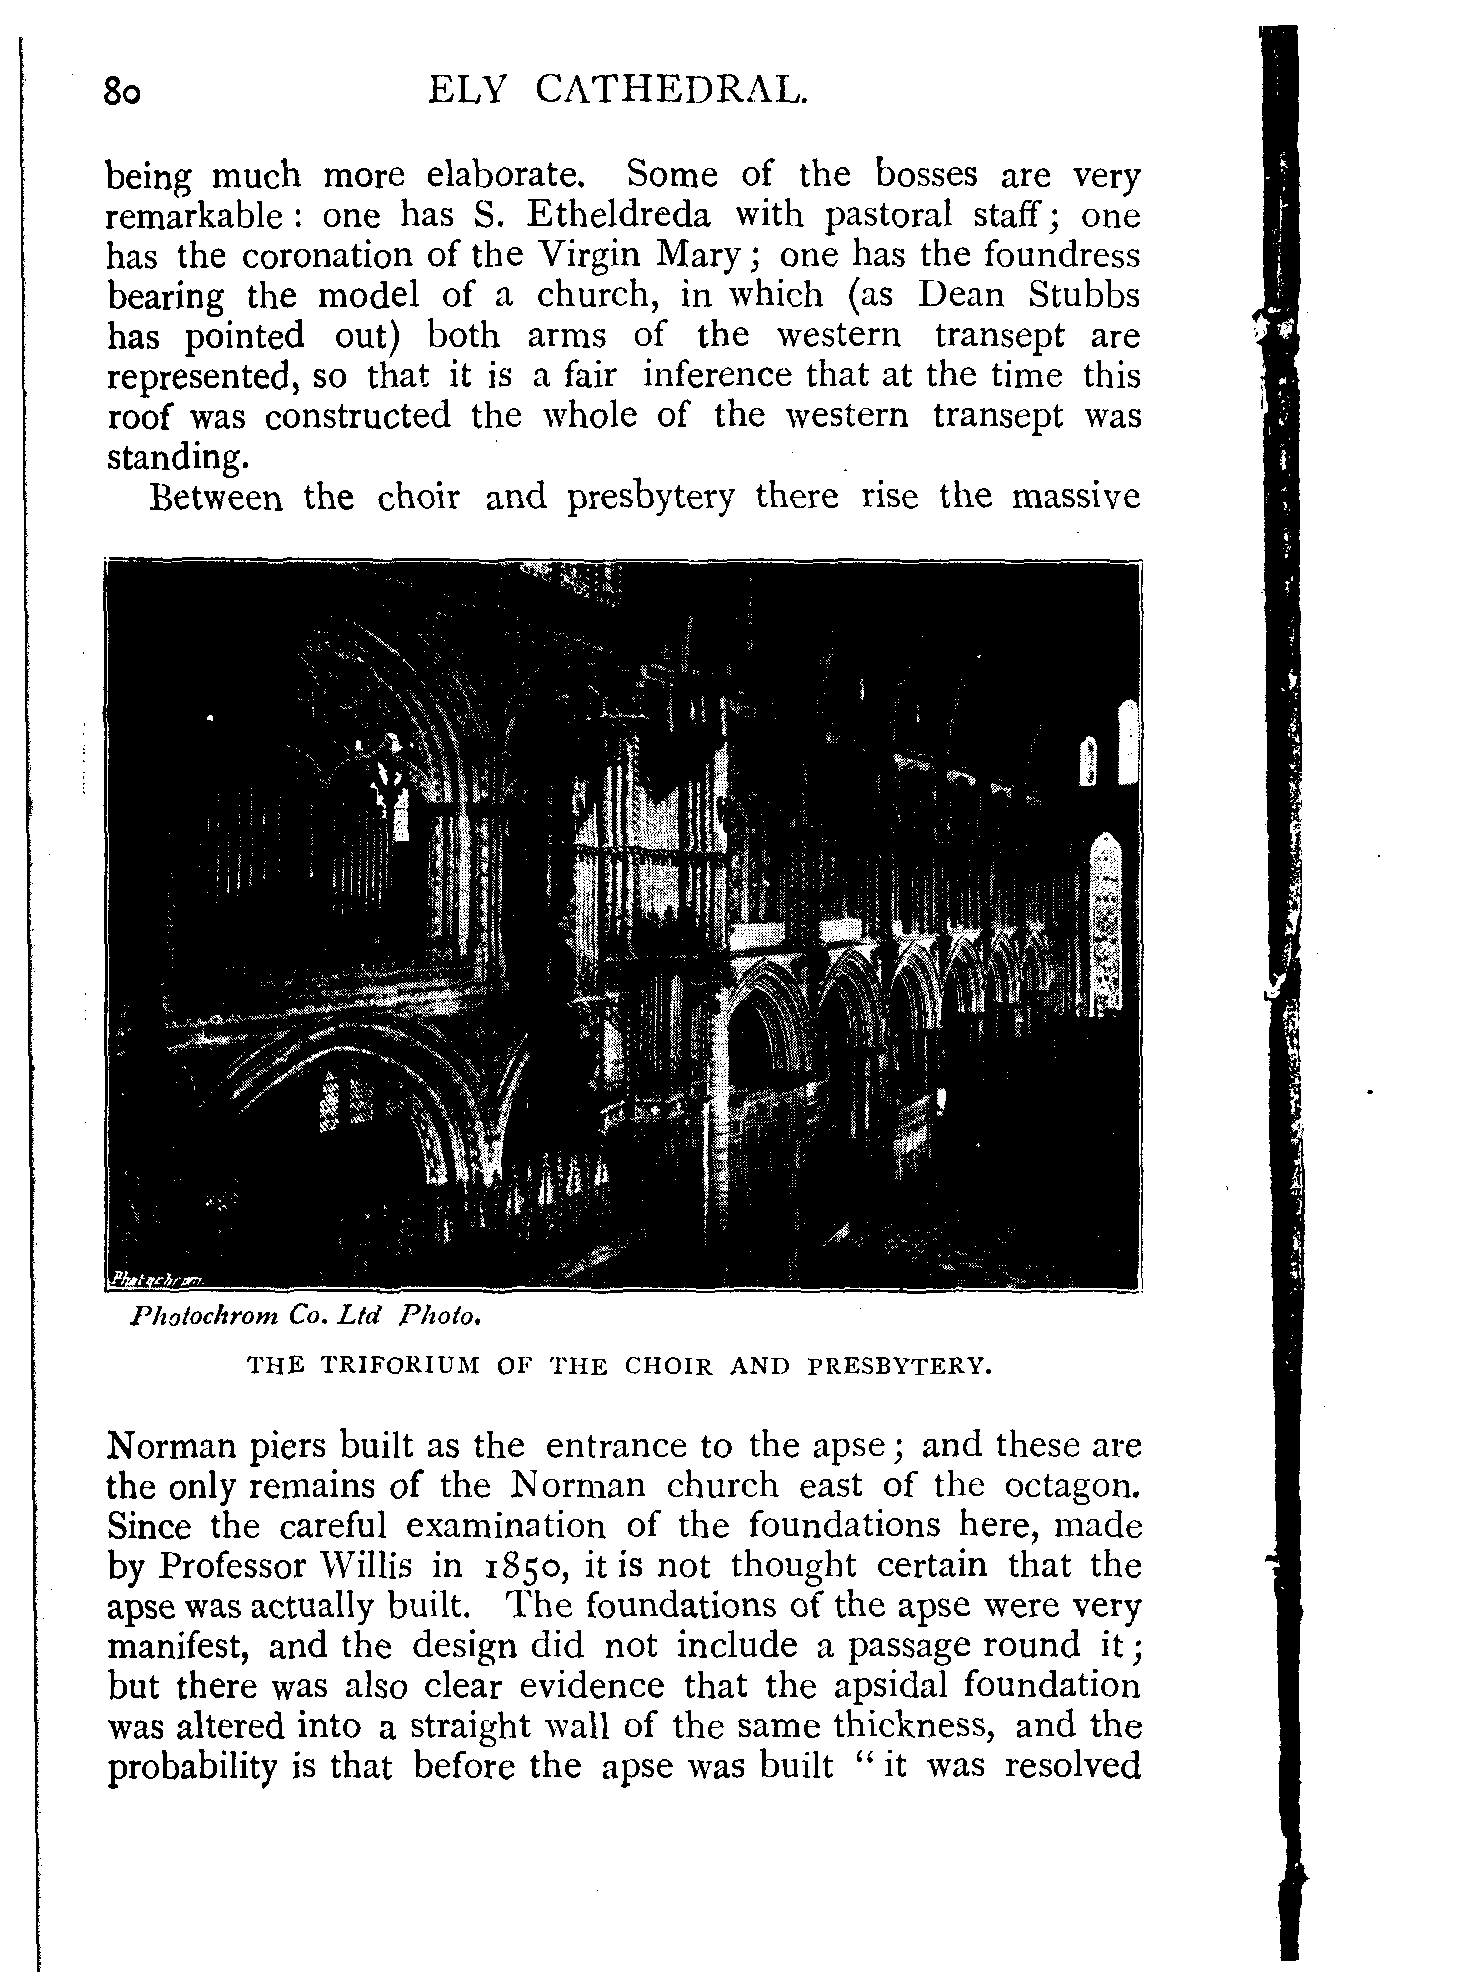 80 ELY CATHEDRAL.
being much more elaborate. Some of the bosses are very
remarkable: one has S. Etheldreda with pastoral staff; one
has the coronation of the Virgin Mary; one has the foundress
bearing the model of a church, in which (as Dean Stubbs
has pointed out) both arms of the western transept are
represented, so that it is a fair inference that at the time this
roof was constructed the whole of the western transept was
standing.
Between the choir and presbytery there rise the massive
Photochrom.
Photochrom Co. Ltd Photo.
THE TRIFORIUM OF THE CHOIR AND PRESBYTERY.
Norman piers built as the entrance to the apse; and these are
the only remains of the Norman church east of the octagon.
Since the careful examination of the foundations here, made
by Professor Willis in 1850, it is not thought certain that the
apse was actually built. The foundations of the apse were very
manifest, and the design did not include a passage round it;
but there was also clear evidence that the apsidal foundation
was altered into a straight wall of the same thickness, and the
probability is that before the apse was built "it was resolved